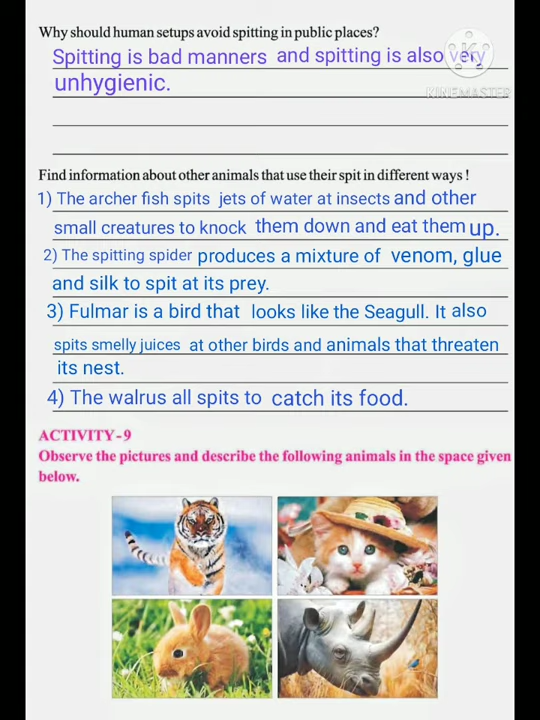 Why should human setups avoid spitting in public places?
Spitting is bad manners and spitting is also very
KINEMASTER
unhygienic.
Find information about other animals that use their spit in different ways !
1) The archer fish spits jets of water at insects and other
small creatures to knock them down and eat them up.
2) The spitting spider produces a mixture of venom, glue
and silk to spit at its prey.
3) Fulmar is a bird that looks like the Seagull. It also
spits smelly juices at other birds and animals that threaten
its nest.
4) The walrus all spits to catch its food.
ACTIVITY-9
Observe the pictures and describe the following animals in the space given
below.